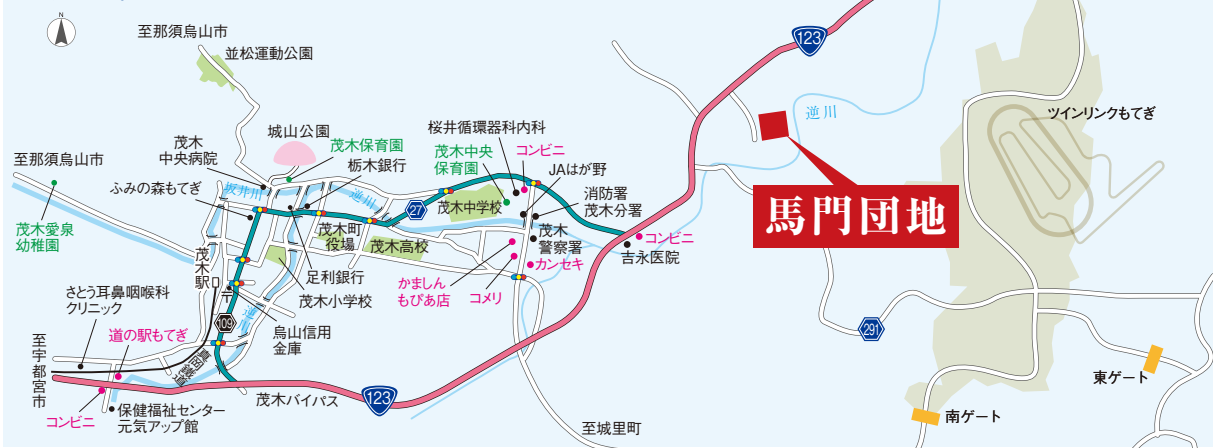 N
至那須烏山市
並松運動公園
123
逆川
ツインリンクもてぎ
馬門団地
城山公園
茂木
中央病院
茂木保育園
栃木銀行
桜井循環器科内科
コンビニ
茂木中央
保育園
JAはが野
至那須烏山市
ふみの森もてぎ
坂井川
逆川
27
茂木中学校
消防署
茂木分署
茂木愛泉
幼稚園
茂木町
役場
茂木高校
茂木
警察署
コンビニ
吉永医院
茂木駅
足利銀行
茂木小学校
かましん
もぴあ店
コメリ
カンセキ
さとう耳鼻咽喉科
クリニック
〒
逆川
109
烏山信用
金庫
道の駅もてぎ
真岡鐵道
291
至宇都宮市
コンビニ
茂木バイパス
123
保健福祉センター
元気アップ館
至城里町
東ゲート
南ゲート